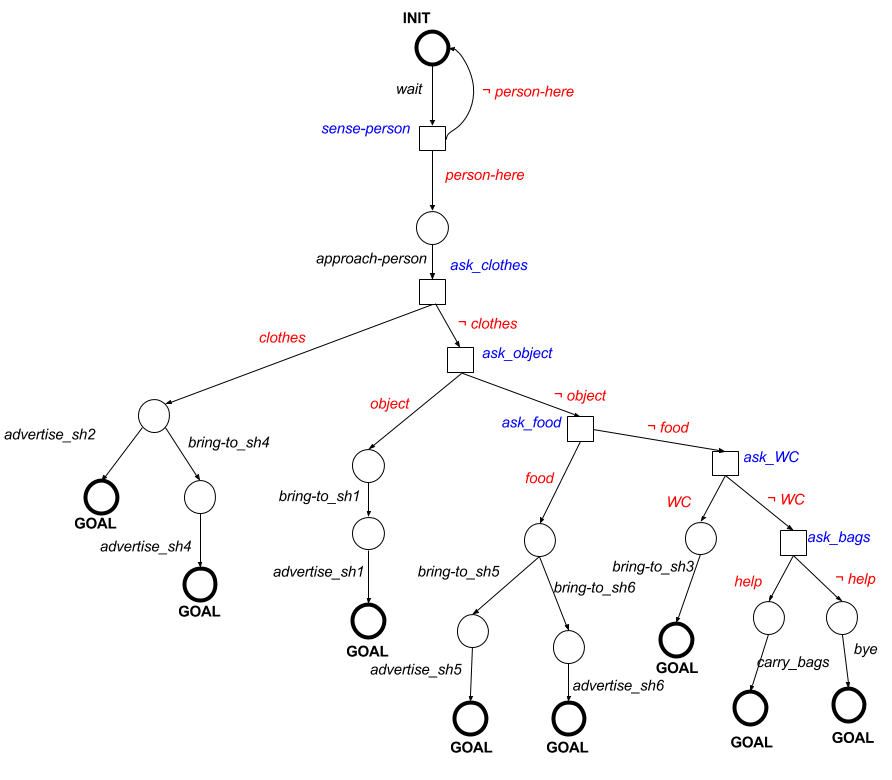 INIT
wait
¬ person-here
sense-person
person-here
approach-person
ask_clothes
clothes
¬ clothes
ask_object
object
¬ object
ask_food
¬ food
advertise_sh2
bring-to_sh4
ask_WC
food
WC
¬ WC
bring-to_sh1
GOAL
ask_bags
advertise_sh4
advertise_sh1
bring-to_sh5
bring-to_sh6
bring-to_sh3
help
¬ help
GOAL
GOAL
advertise_sh5
advertise_sh6
GOAL
carry_bags
bye
GOAL
GOAL
GOAL
GOAL